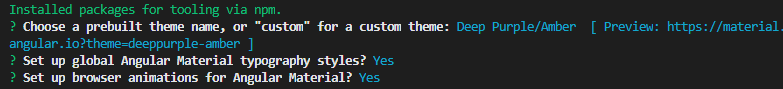 Installed packages for tooling via npm.
? Choose a prebuilt theme name, or "custom" for a custom theme: Deep Purple/Amber  [ Preview: https://material.
angular.io?theme=deeppurple-amber ]
? Set up global Angular Material typography styles? Yes
? Set up browser animations for Angular Material? Yes